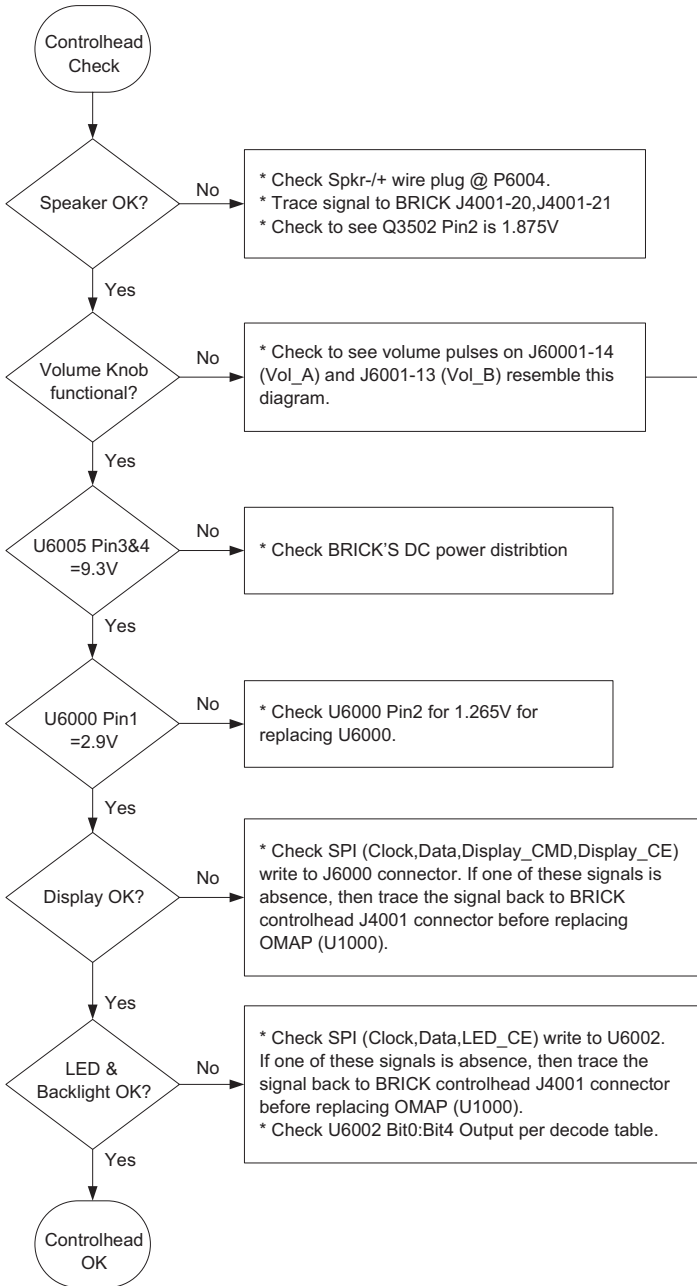 Controlhead
Check
Speaker OK?
No
* Check Spkr-/+ wire plug @ P6004.
* Trace signal to BRICK J4001-20,J4001-21
* Check to see Q3502 Pin2 is 1.875V
Yes
Volume Knob
functional?
No
* Check to see volume pulses on J60001-14
(Vol_A) and J6001-13 (Vol_B) resemble this
diagram.
Yes
U6005 Pin3&4
=9.3V
No
* Check BRICK'S DC power distribtion
Yes
U6000 Pin1
=2.9V
No
* Check U6000 Pin2 for 1.265V for
replacing U6000.
Yes
Display OK?
No
* Check SPI (Clock,Data,Display_CMD,Display_CE)
write to J6000 connector. If one of these signals is
absence, then trace the signal back to BRICK
controlhead J4001 connector before replacing
OMAP (U1000).
Yes
LED &
Backlight OK?
No
* Check SPI (Clock,Data,LED_CE) write to U6002.
If one of these signals is absence, then trace the
signal back to BRICK controlhead J4001 connector
before replacing OMAP (U1000).
* Check U6002 Bit0:Bit4 Output per decode table.
Yes
Controlhead
OK